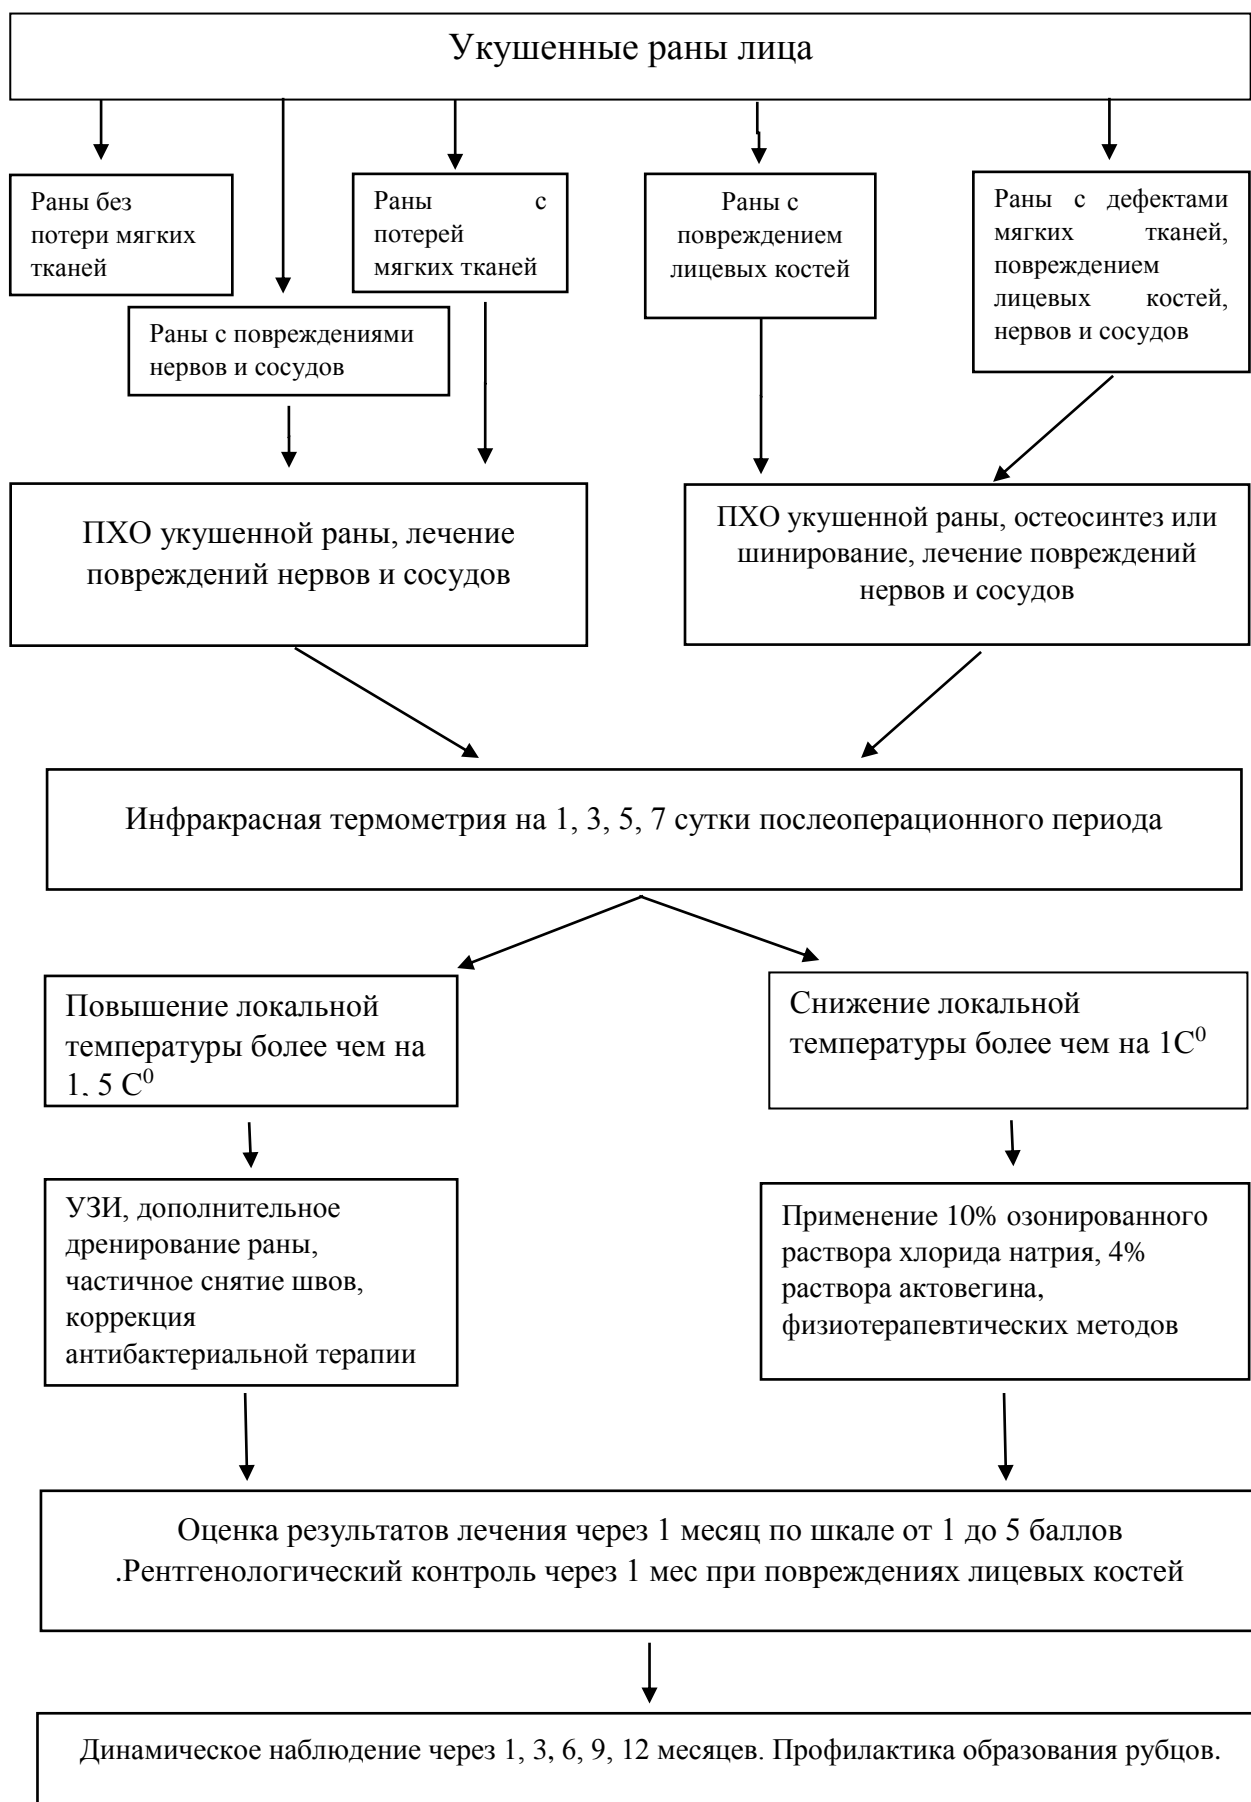 Укушенные раны лица
Раны без
потери мягких
тканей
Раны с
потерей
мягких тканей
Раны с
повреждением
лицевых костей
Раны с дефектами
мягких тканей,
повреждением
лицевых костей,
нервов и сосудов
Раны с повреждениями
нервов и сосудов
ПХО укушенной раны, лечение
повреждений нервов и сосудов
ПХО укушенной раны, остеосинтез или
шинирование, лечение повреждений
нервов и сосудов
Инфракрасная термометрия на 1, 3, 5, 7 сутки послеоперационного периода
Повышение локальной
температуры более чем на
1, 5 С⁰
Снижение локальной
температуры более чем на 1С⁰
УЗИ, дополнительное
дренирование раны,
частичное снятие швов,
коррекция
антибактериальной терапии
Применение 10% озонированного
раствора хлорида натрия, 4%
раствора актовегина,
физиотерапевтических методов
Оценка результатов лечения через 1 месяц по шкале от 1 до 5 баллов
.Рентгенологический контроль через 1 мес при повреждениях лицевых костей
Динамическое наблюдение через 1, 3, 6, 9, 12 месяцев. Профилактика образования рубцов.